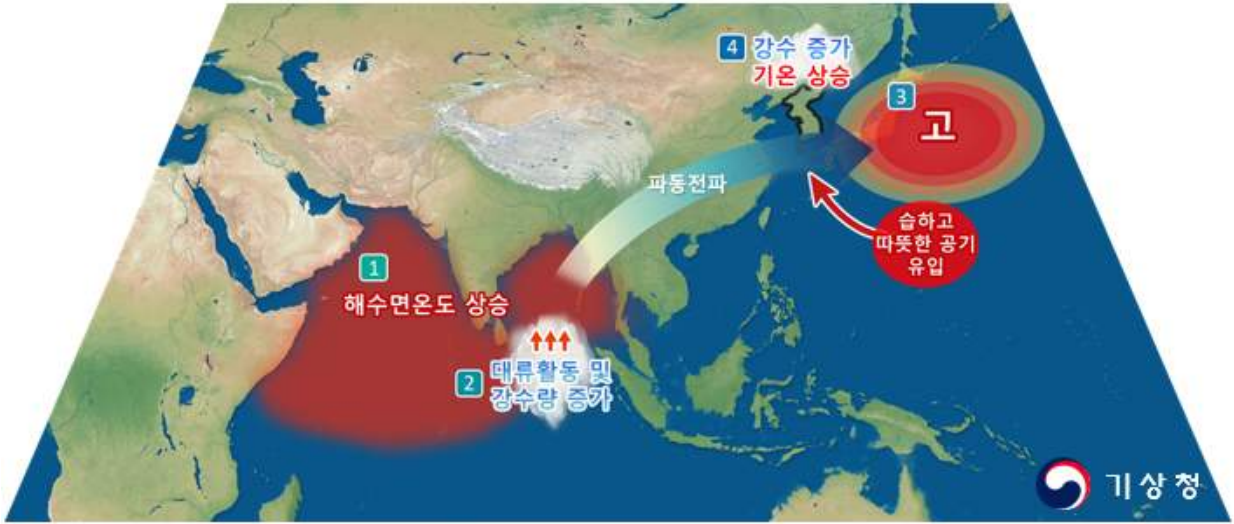 1
해수면온도 상승
2
대류활동 및
강수량 증가
파동전파
3
고
4
강수 증가
기온 상승
습하고
따뜻한 공기
유입
기상청